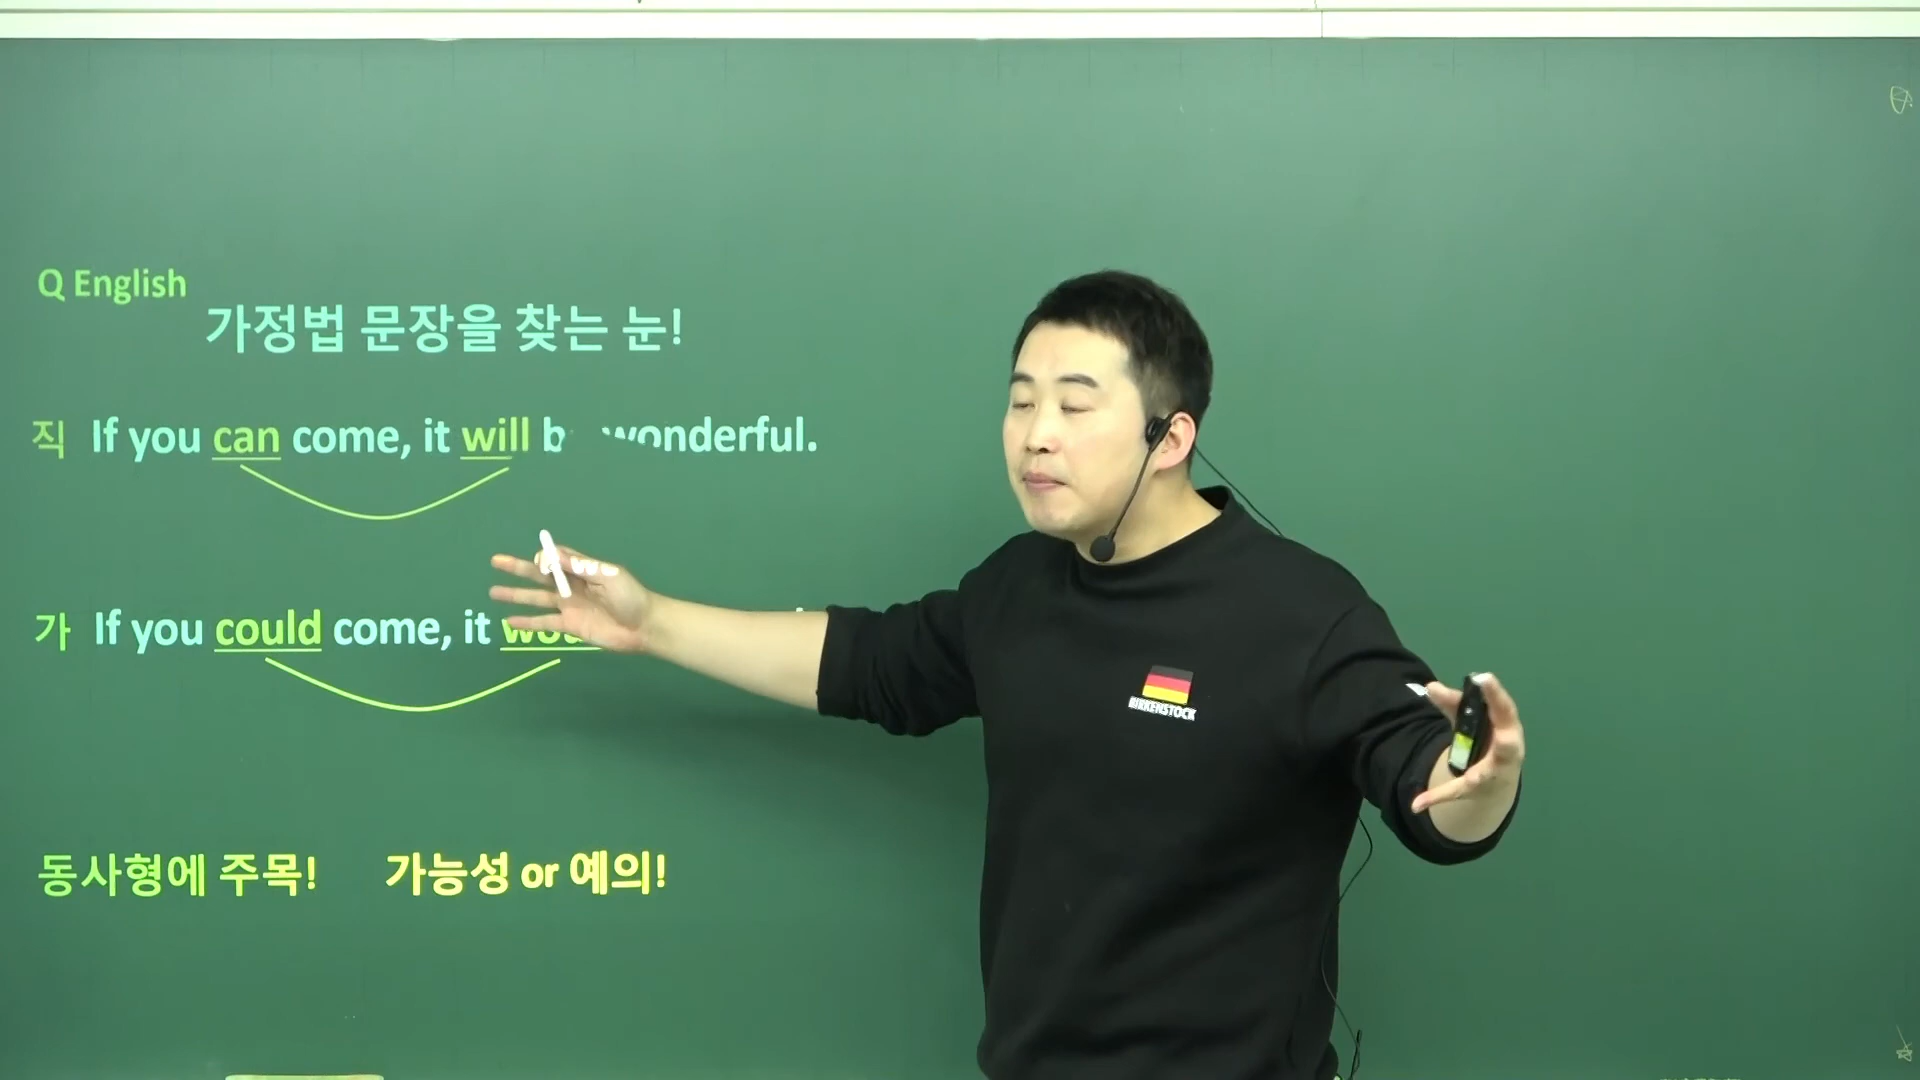 Q English
가정법 문장을 찾는 눈!
직 If you can come, it will be wonderful.
가 If you could come, it
동사형에 주목! 가능성 or 예의!
BIRKENSTOCK